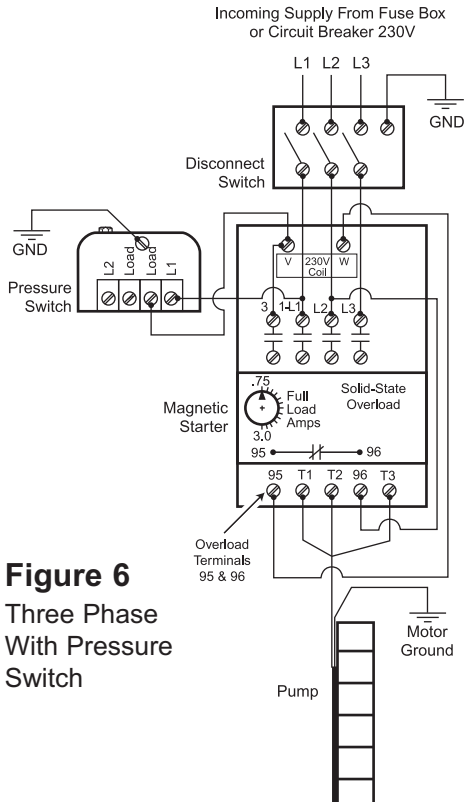 Incoming Supply From Fuse Box
or Circuit Breaker 230V
L1 L2 L3
GND
Disconnect
Switch
GND
L2 Load Load L1
Pressure
Switch
V 230V W
Coil
3 1-L1 L2 L3
.75
Full
Load
Amps
3.0
Solid-State
Overload
Magnetic
Starter
95 96
95 T1 T2 96 T3
Overload
Terminals
95 & 96
Figure 6
Three Phase
With Pressure
Switch
Motor
Ground
Pump